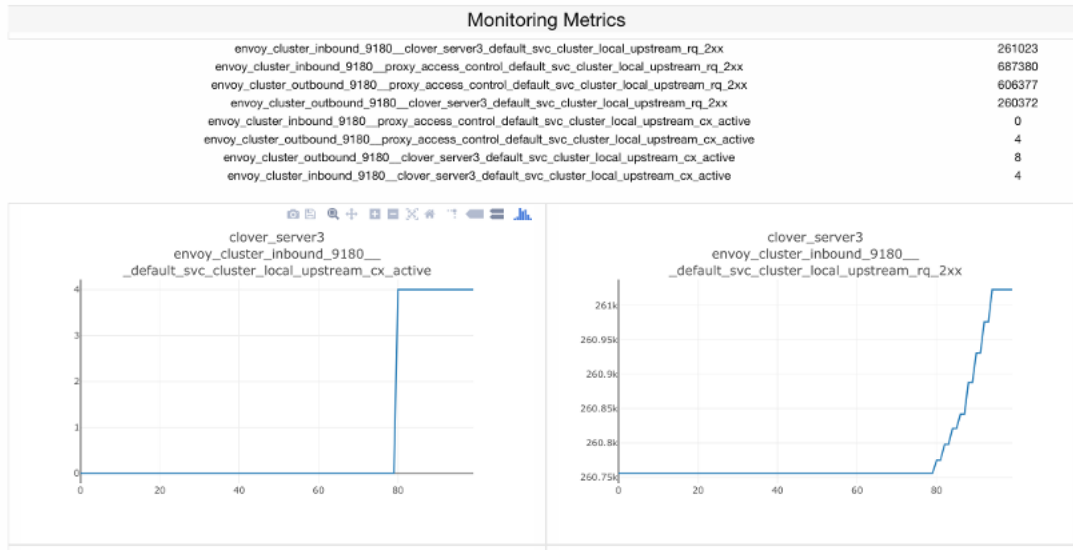 Monitoring Metrics
envoy_cluster_inbound_9180__clover_server3_default_svc_cluster_local_upstream_rq_2xx 261023
envoy_cluster_inbound_9180__proxy_access_control_default_svc_cluster_local_upstream_rq_2xx 687380
envoy_cluster_outbound_9180__proxy_access_control_default_svc_cluster_local_upstream_rq_2xx 606377
envoy_cluster_outbound_9180__clover_server3_default_svc_cluster_local_upstream_rq_2xx 260372
envoy_cluster_inbound_9180__proxy_access_control_default_svc_cluster_local_upstream_cx_active 0
envoy_cluster_outbound_9180__proxy_access_control_default_svc_cluster_local_upstream_cx_active 4
envoy_cluster_outbound_9180__clover_server3_default_svc_cluster_local_upstream_cx_active 8
envoy_cluster_inbound_9180__clover_server3_default_svc_cluster_local_upstream_cx_active 4
clover_server3
envoy_cluster_inbound_9180__
_default_svc_cluster_local_upstream_cx_active
4
3
2
1
0
0 20 40 60 80
clover_server3
envoy_cluster_inbound_9180__
_default_svc_cluster_local_upstream_rq_2xx
261k
260.95k
260.9k
260.85k
260.8k
260.75k
0 20 40 60 80